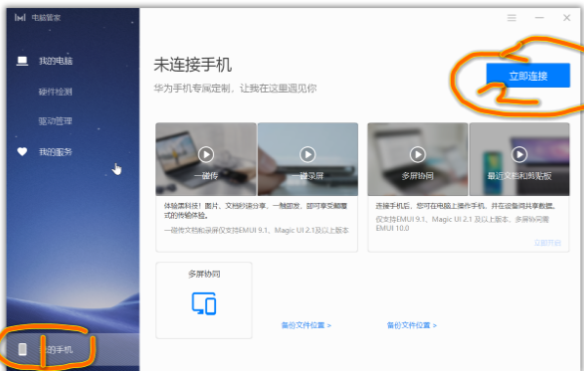 电脑管家
我的电脑
硬件检测
驱动管理
我的服务
我的手机
未连接手机
华为手机专属定制，让我在这里遇见你
立即连接
一碰传
一碰录屏
多屏协同
最近文档和剪贴板
体验黑科技！图片、文档秒速分享，一触即发，即可享受颠覆式的传输体验。
一碰传文档和录屏仅支持EMUI 9.1、Magic UI 2.1及以上版本
连接手机后，您可在电脑上操作手机，并在设备间共享数据。
仅支持EMUI 9.1、Magic UI 2.1 及以上版本，多屏协同需
EMUI 10.0
立即开始
多屏协同
备份文件位置 >
备份文件位置 >
1
2